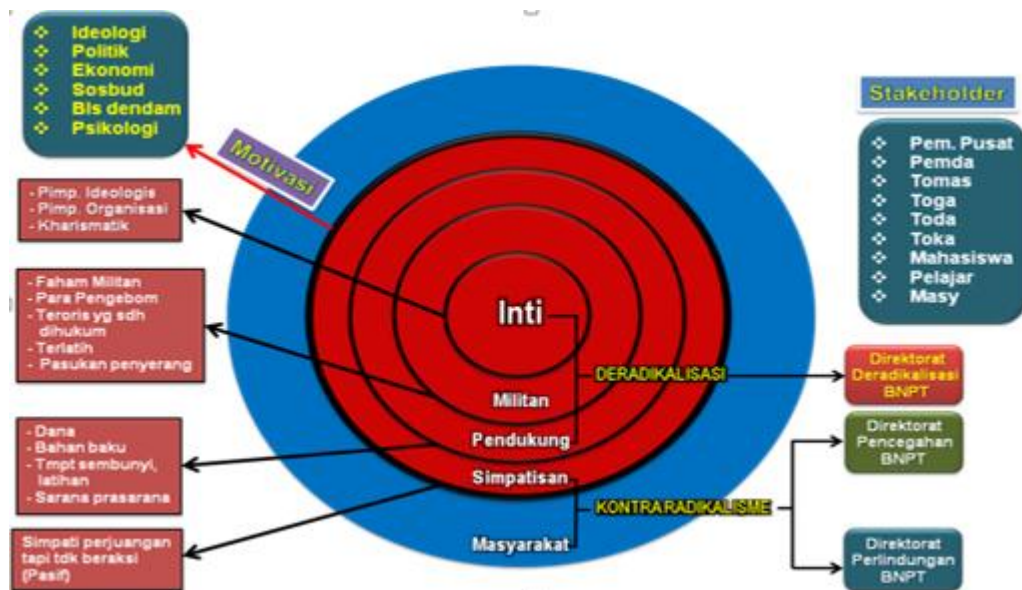 Ideologi
Politik
Ekonomi
Sosbud
Bls dendam
Psikologi
Motivasi
- Pimp. Ideologis
- Pimp. Organisasi
- Kharismatik
- Faham Militan
- Para Pengebom
- Teroris yg sdh
dihukum
- Terlatih
- Pasukan penyerang
- Dana
- Bahan baku
- Tmpt sembunyi,
latihan
- Sarana prasarana
Simpati perjuangan
tapi tdk beraksi
(Pasif)
Inti
Militan
Pendukung
Simpatisan
Masyarakat
DERADIKALISASI
KONTRA RADIKALISME
Stakeholder
Pem. Pusat
Pemda
Tomas
Toga
Toda
Toka
Mahasiswa
Pelajar
Masy
Direktorat
Deradikalisasi
BNPT
Direktorat
Pencegahan
BNPT
Direktorat
Perlindungan
BNPT